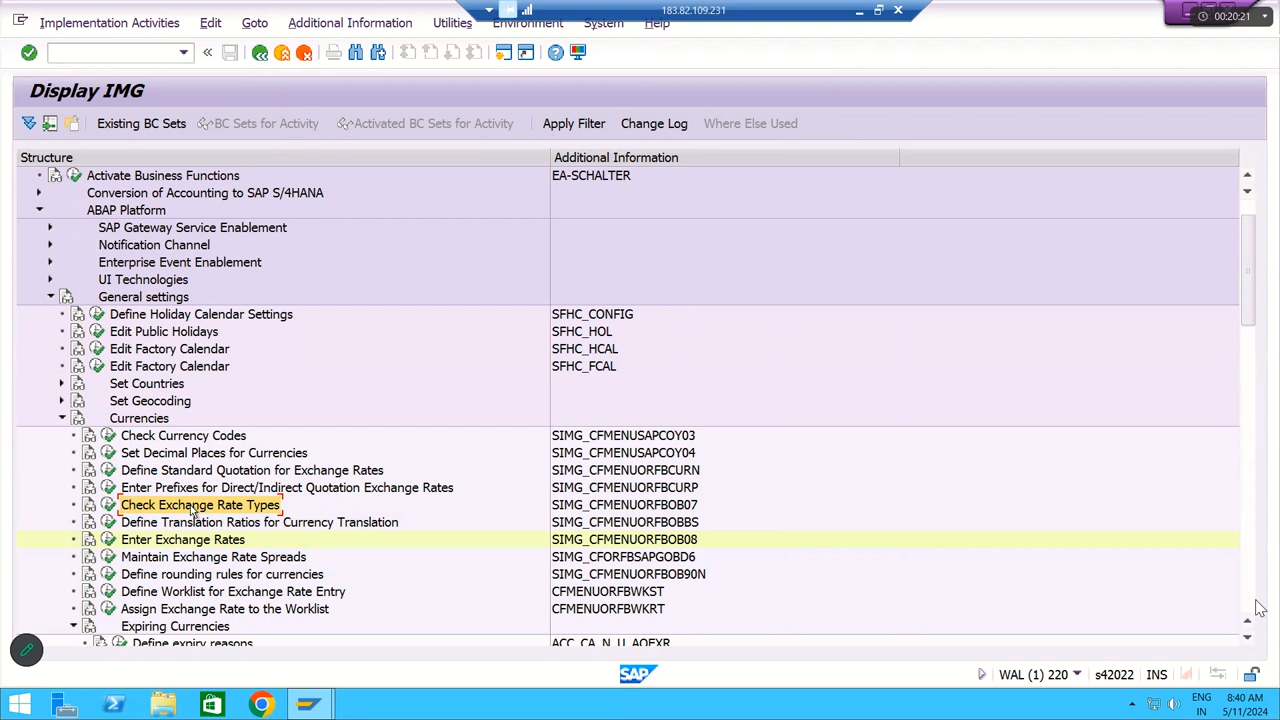 183.82.109.231
00:20:21
Implementation Activities Edit Goto Additional Information Utilities Environment System Help
Display IMG
Existing BC Sets BC Sets for Activity Activated BC Sets for Activity Apply Filter Change Log Where Else Used
Structure Additional Information
Activate Business Functions EA-SCHALTER
Conversion of Accounting to SAP S/4HANA
ABAP Platform
SAP Gateway Service Enablement
Notification Channel
Enterprise Event Enablement
UI Technologies
General settings
Define Holiday Calendar Settings SFHC_CONFIG
Edit Public Holidays SFHC_HOL
Edit Factory Calendar SFHC_HCAL
Edit Factory Calendar SFHC_FCAL
Set Countries
Set Geocoding
Currencies
Check Currency Codes SIMG_CFMENUSAPCOY03
Set Decimal Places for Currencies SIMG_CFMENUSAPCOY04
Define Standard Quotation for Exchange Rates SIMG_CFMENUORFBCURN
Enter Prefixes for Direct/Indirect Quotation Exchange Rates SIMG_CFMENUORFBCURP
Check Exchange Rate Types SIMG_CFMENUORFBOB07
Define Translation Ratios for Currency Translation SIMG_CFMENUORFBOBBS
Enter Exchange Rates SIMG_CFMENUORFBOB08
Maintain Exchange Rate Spreads SIMG_CFORFBSAPGOBD6
Define rounding rules for currencies SIMG_CFMENUORFBOB90N
Define Worklist for Exchange Rate Entry CFMENUORFBWKST
Assign Exchange Rate to the Worklist CFMENUORFBWKRT
Expiring Currencies
Define expiry reasons ACC_CA_N_U_AOEXR
SAP WAL (1) 220 s42022 INS
ENG 8:40 AM
IN 5/11/2024